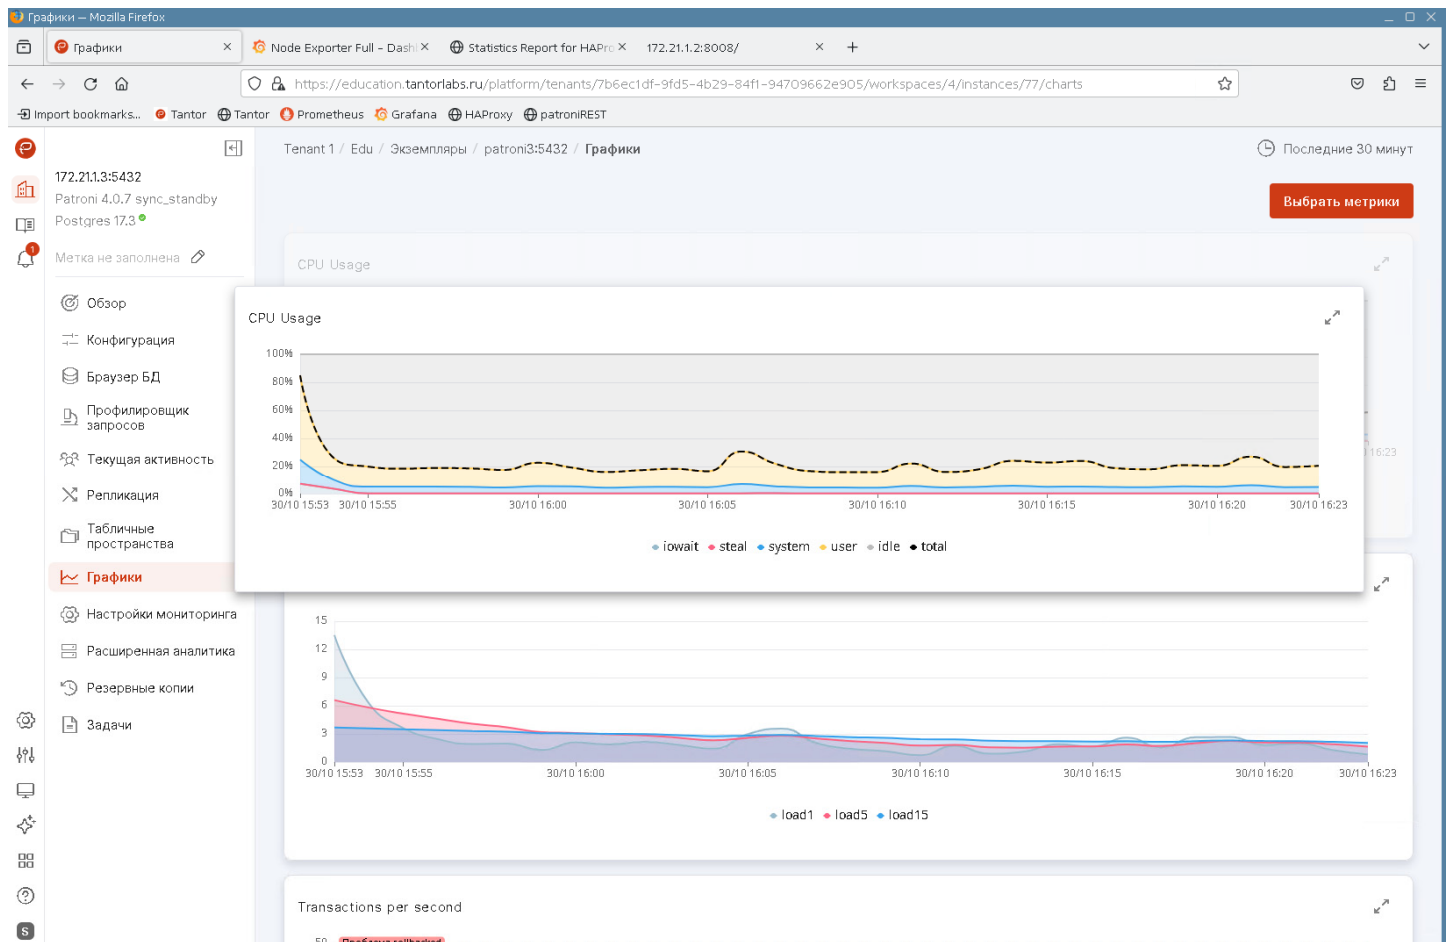 Графики — Mozilla Firefox
Графики
Node Exporter Full – Dash
Statistics Report for HAPro
172.21.1.2:8008/
https://education.tantorlabs.ru/platform/tenants/7b6ec1df-9fd5-4b29-84f1-94709662e905/workspaces/4/instances/77/charts
Import bookmarks... Tantor Tantor Prometheus Grafana HAProxy patroniREST
Tenant 1 / Edu / Экземпляры / patroni3:5432 / Графики
Последние 30 минут
Выбрать метрики
172.21.1.3:5432
Patroni 4.0.7 sync_standby
Postgres 17.3
1
Метка не заполнена
Обзор
Конфигурация
Браузер БД
Профилировщик
запросов
Текущая активность
Репликация
Табличные
пространства
Графики
Настройки мониторинга
Расширенная аналитика
Резервные копии
Задачи
S
CPU Usage
16:23
CPU Usage
100%
80%
60%
40%
20%
0%
30/10 15:53 30/10 15:55 30/10 16:00 30/10 16:05 30/10 16:10 30/10 16:15 30/10 16:20 30/10 16:23
iowait steal system user idle total
15
12
9
6
3
0
30/10 15:53 30/10 15:55 30/10 16:00 30/10 16:05 30/10 16:10 30/10 16:15 30/10 16:20 30/10 16:23
load1 load5 load15
Transactions per second